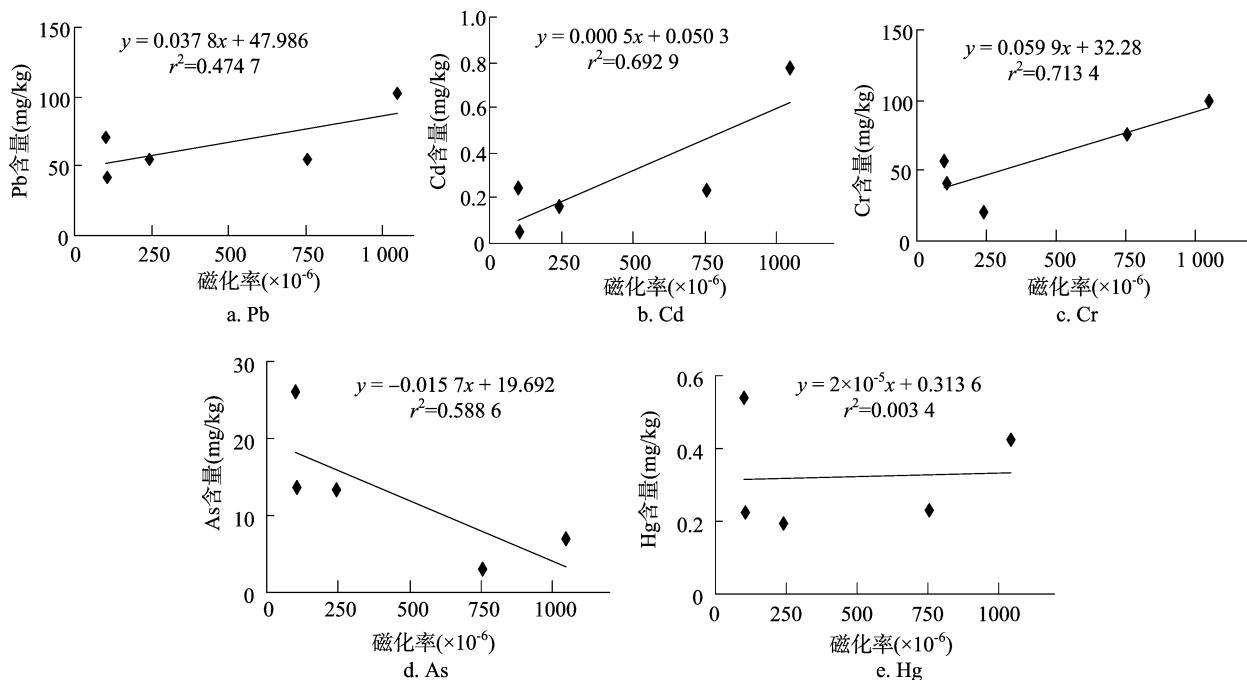 y = 0.037 8x + 47.986
r²=0.474 7
Pb含量(mg/kg)
150
100
50
0
0 250 500 750 1 000
磁化率(×10⁻⁶)
a. Pb
y = 0.000 5x + 0.050 3
r²=0.692 9
Cd含量(mg/kg)
1.0
0.8
0.6
0.4
0.2
0
0 250 500 750 1000
磁化率(×10⁻⁶)
b. Cd
y = 0.059 9x + 32.28
r²=0.713 4
Cr含量(mg/kg)
150
100
50
0
0 250 500 750 1 000
磁化率(×10⁻⁶)
c. Cr
y = −0.015 7x + 19.692
r²=0.588 6
As含量(mg/kg)
30
20
10
0
0 250 500 750 1000
磁化率(×10⁻⁶)
d. As
y = 2×10⁻⁵x + 0.313 6
r²=0.003 4
Hg含量(mg/kg)
0.6
0.4
0.2
0
0 250 500 750 1000
磁化率(×10⁻⁶)
e. Hg